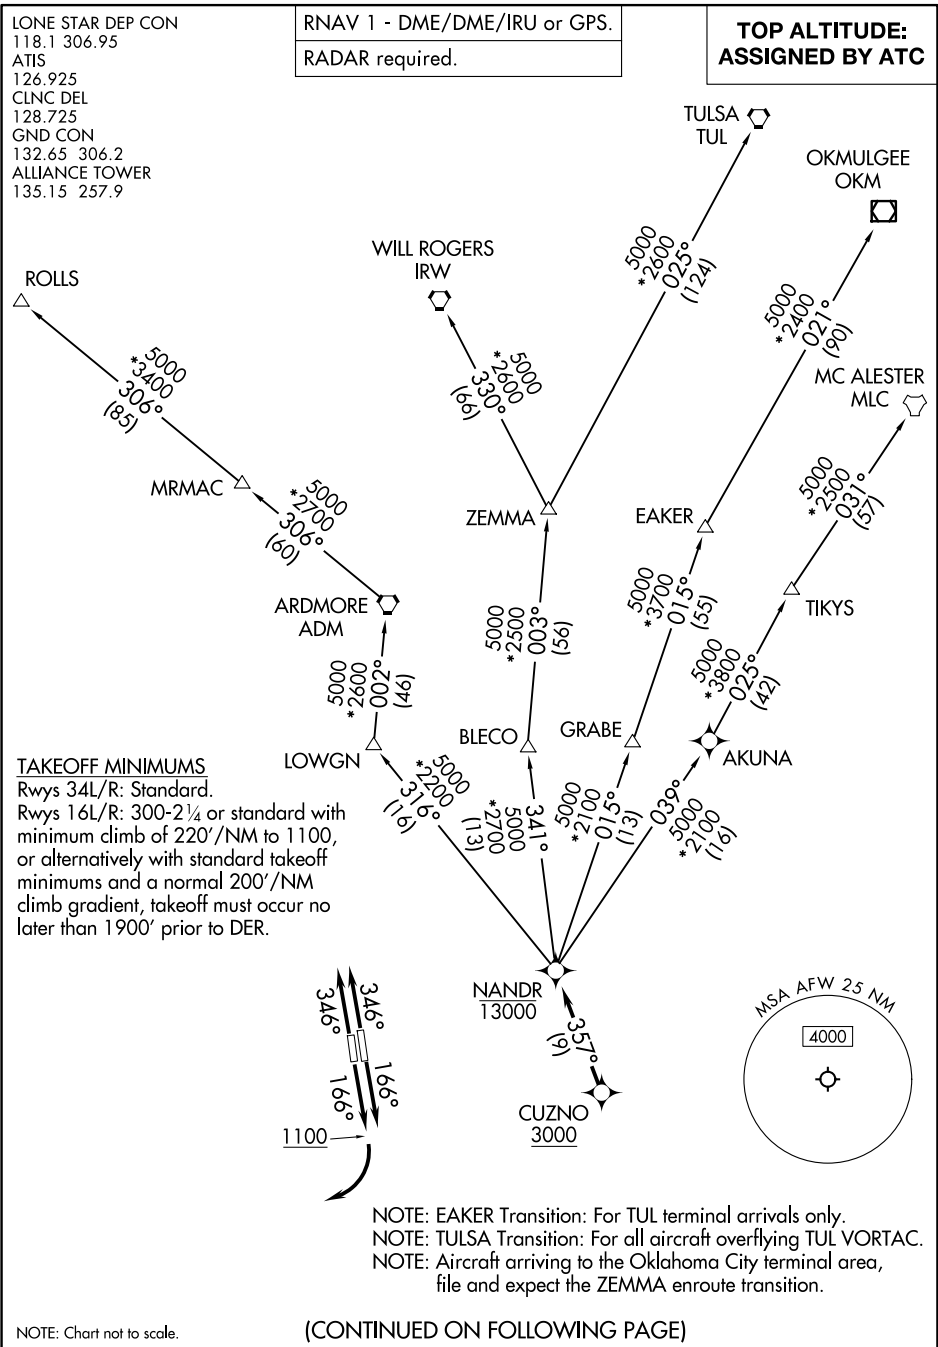 LONE STAR DEP CON
118.1 306.95
ATIS
126.925
CLNC DEL
128.725
GND CON
132.65 306.2
ALLIANCE TOWER
135.15 257.9
RNAV 1 - DME/DME/IRU or GPS.
RADAR required.
TOP ALTITUDE:
ASSIGNED BY ATC
TULSA
TUL
OKMULGEE
OKM
WILL ROGERS
IRW
ROLLS
5000
*2600
025°
(124)
5000
*2400
021°
(90)
5000
*3400
306°
(85)
5000
*2600
330°
(66)
MC ALESTER
MLC
MRMAC
5000
*2700
306°
(60)
ZEMMA
EAKER
5000
*2500
031°
(57)
ARDMORE
ADM
5000
*2500
003°
(56)
5000
*3700
015°
(55)
TIKYS
5000
*2600
002°
(46)
5000
*3800
025°
(42)
LOWGN
BLECO
GRABE
AKUNA
5000
*2200
316°
(16)
341°
5000
*2700
(13)
5000
*2100
015°
(13)
039°
5000
*2100
(16)
TAKEOFF MINIMUMS
Rwys 34L/R: Standard.
Rwys 16L/R: 300-2¼ or standard with
minimum climb of 220'/NM to 1100,
or alternatively with standard takeoff
minimums and a normal 200'/NM
climb gradient, takeoff must occur no
later than 1900' prior to DER.
NANDR
13000
357°
(9)
CUZNO
3000
346°
346°
166°
166°
1100
MSA AFW 25 NM
4000
NOTE: EAKER Transition: For TUL terminal arrivals only.
NOTE: TULSA Transition: For all aircraft overflying TUL VORTAC.
NOTE: Aircraft arriving to the Oklahoma City terminal area,
file and expect the ZEMMA enroute transition.
NOTE: Chart not to scale.
(CONTINUED ON FOLLOWING PAGE)